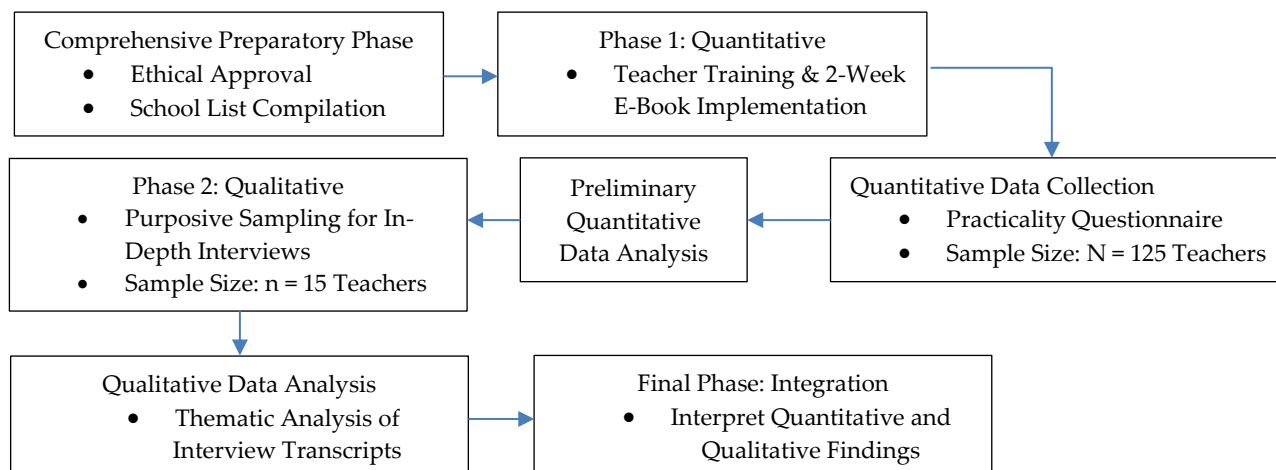 Comprehensive Preparatory Phase
• Ethical Approval
• School List Compilation
Phase 1: Quantitative
• Teacher Training & 2-Week
E-Book Implementation
Quantitative Data Collection
• Practicality Questionnaire
• Sample Size: N = 125 Teachers
Preliminary
Quantitative
Data Analysis
Phase 2: Qualitative
• Purposive Sampling for In-
Depth Interviews
• Sample Size: n = 15 Teachers
Qualitative Data Analysis
• Thematic Analysis of
Interview Transcripts
Final Phase: Integration
• Interpret Quantitative and
Qualitative Findings